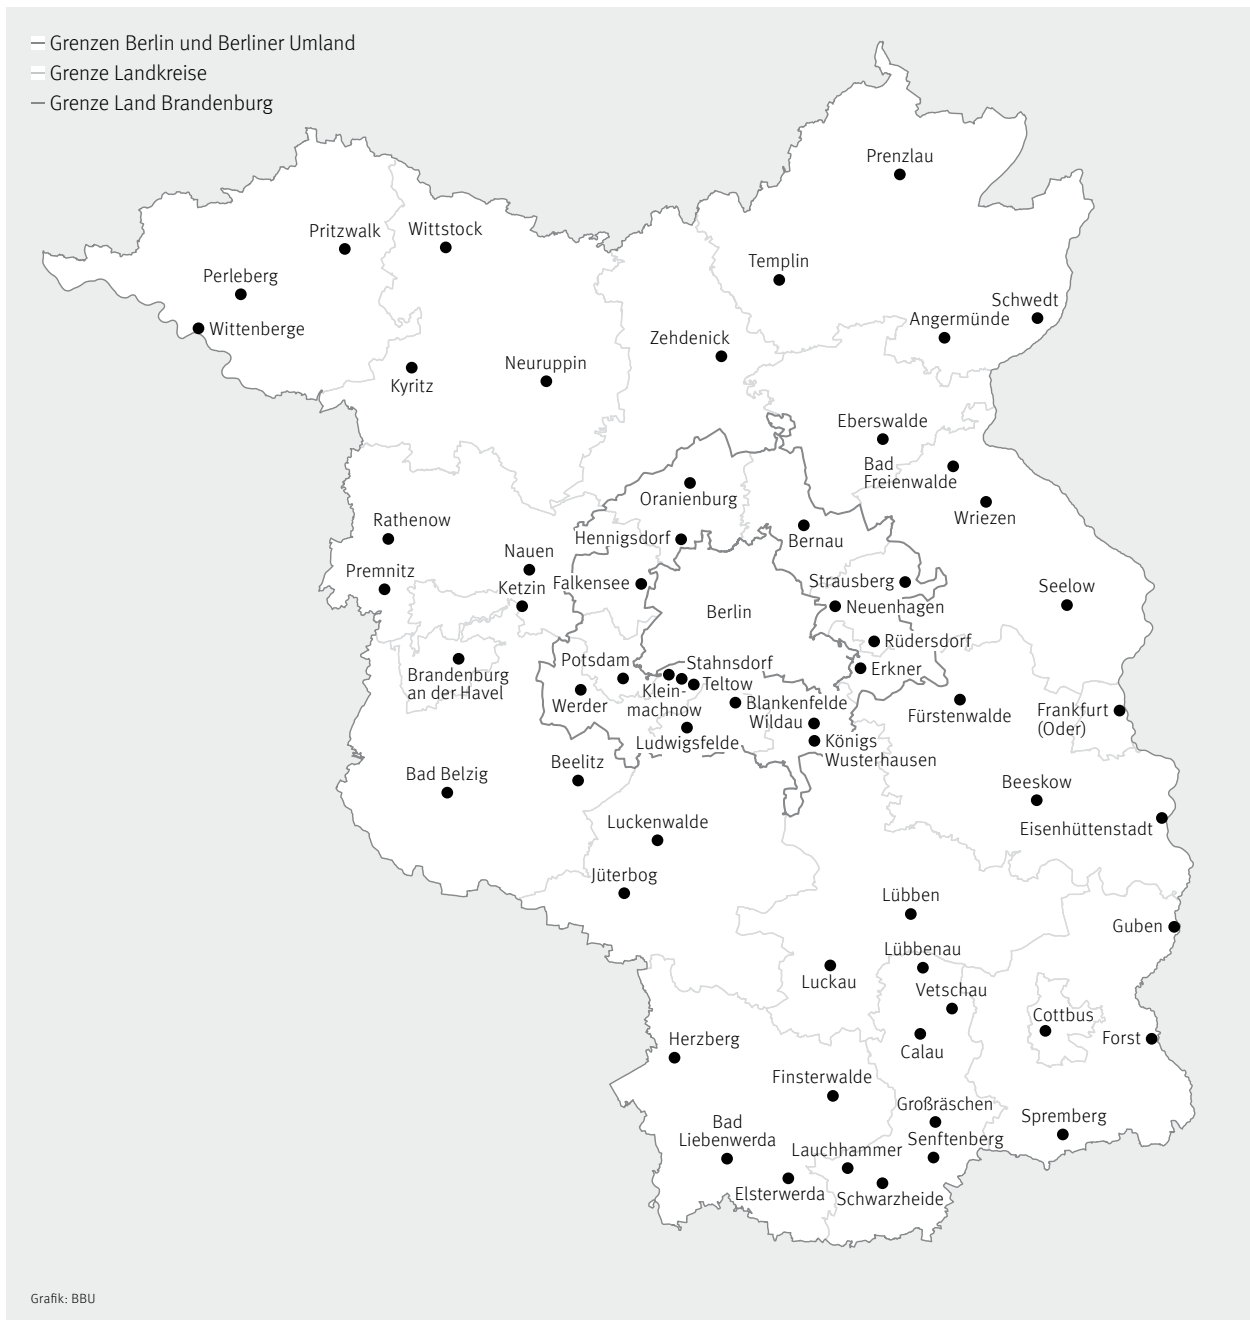 Grenzen Berlin und Berliner Umland
Grenze Landkreise
Grenze Land Brandenburg
Prenzlau
Pritzwalk
Wittstock
Templin
Perleberg
Schwedt
Angermünde
Wittenberge
Zehdenick
Neuruppin
Kyritz
Eberswalde
Bad
Freienwalde
Oranienburg
Wriezen
Rathenow
Hennigsdorf
Bernau
Nauen
Premnitz
Falkensee
Strausberg
Ketzin
Seelow
Neuenhagen
Berlin
Rüdersdorf
Potsdam
Stahnsdorf
Erkner
Brandenburg
an der Havel
Teltow
Klein-
machnow
Werder
Blankenfelde
Wildau
Fürstenwalde
Frankfurt
(Oder)
Ludwigsfelde
Königs
Wusterhausen
Beelitz
Bad Belzig
Beeskow
Luckenwalde
Eisenhüttenstadt
Jüterbog
Lübben
Guben
Lübbenau
Luckau
Vetschau
Cottbus
Herzberg
Forst
Calau
Finsterwalde
Großräschen
Spremberg
Bad
Liebenwerda
Senftenberg
Lauchhammer
Elsterwerda
Schwarzheide
Grafik: BBU